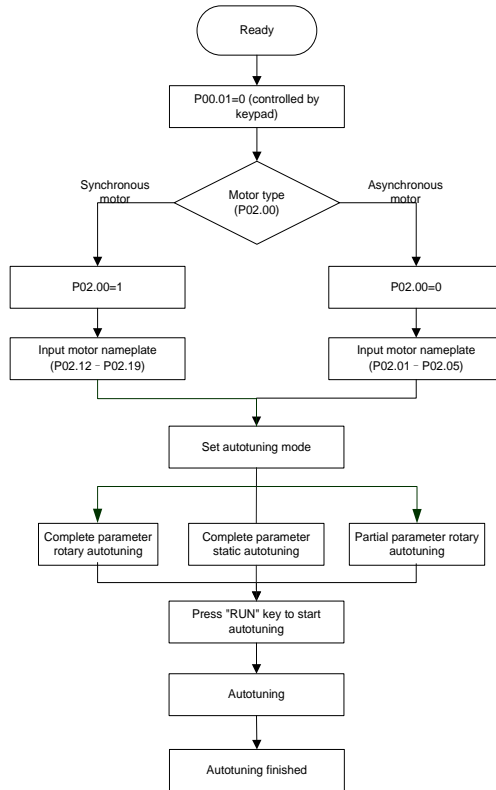 Ready
P00.01=0 (controlled by
keypad)
Synchronous
motor
Motor type
(P02.00)
Asynchronous
motor
P02.00=1
P02.00=0
Input motor nameplate
(P02.12﹣P02.19)
Input motor nameplate
(P02.01﹣P02.05)
Set autotuning mode
Complete parameter
rotary autotuning
Complete parameter
static autotuning
Partial parameter rotary
autotuning
Press "RUN" key to start
autotuning
Autotuning
Autotuning finished